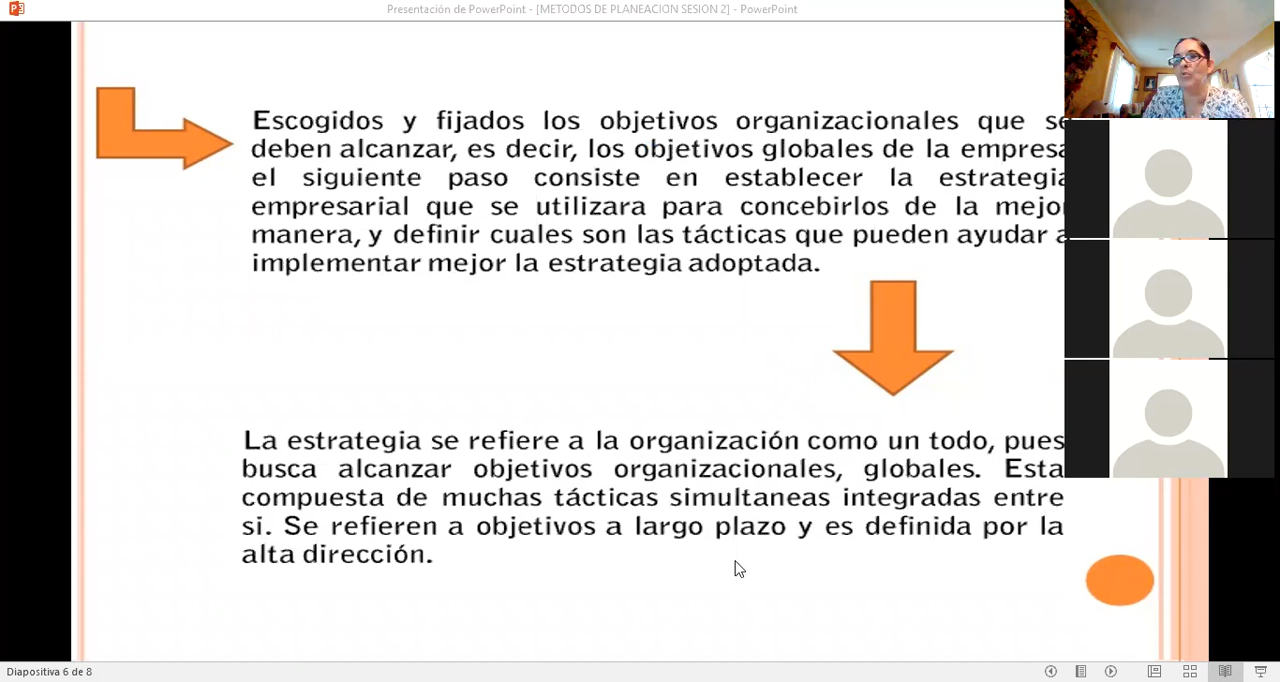 Presentación de PowerPoint - [METODOS DE PLANEACION SESION 2] - PowerPoint
Escogidos y fijados los objetivos organizacionales que se
deben alcanzar, es decir, los objetivos globales de la empresa
el siguiente paso consiste en establecer la estrategia
empresarial que se utilizara para concebirlos de la mejor
manera, y definir cuales son las tácticas que pueden ayudar a
implementar mejor la estrategia adoptada.
La estrategia se refiere a la organización como un todo, pues
busca alcanzar objetivos organizacionales, globales. Esta
compuesta de muchas tácticas simultaneas integradas entre
si. Se refieren a objetivos a largo plazo y es definida por la
alta dirección.
Diapositiva 6 de 8